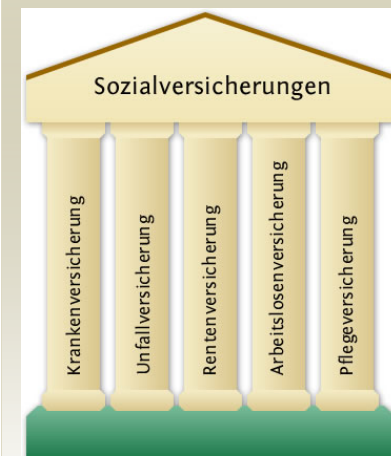 Sozialversicherungen
Krankenversicherung
Unfallversicherung
Rentenversicherung
Arbeitslosenversicherung
Pflegeversicherung